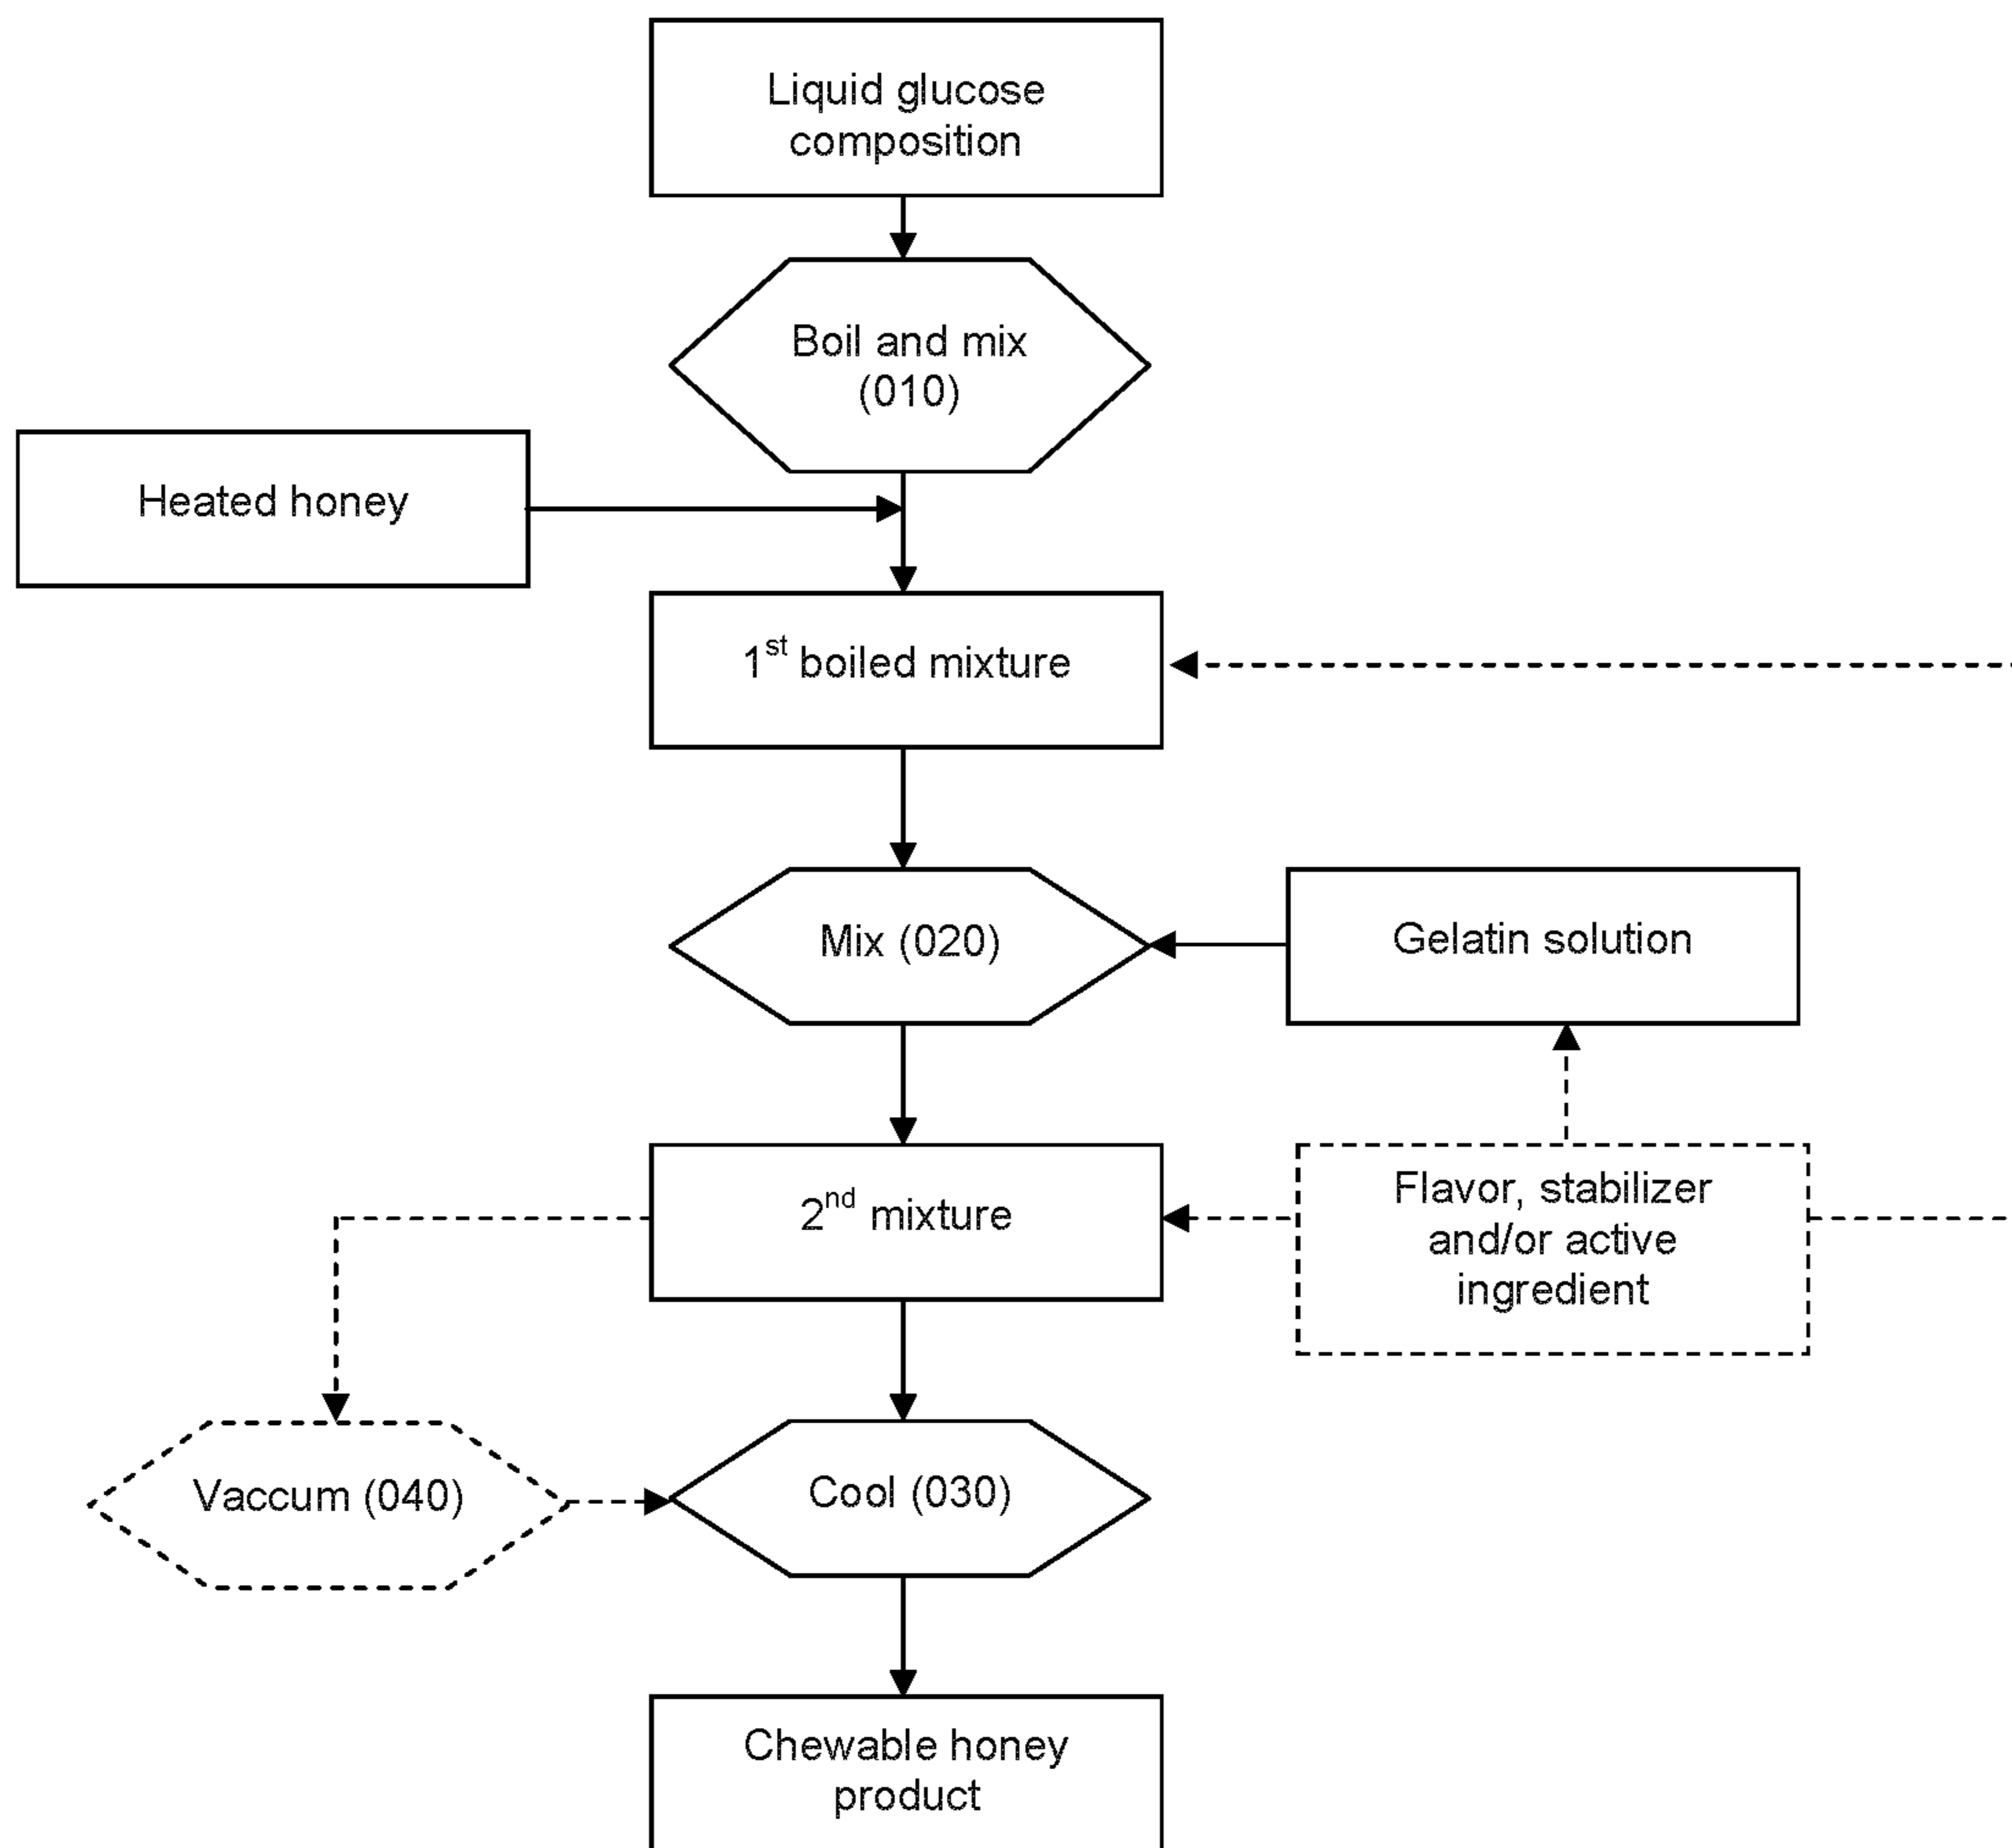 Liquid glucose
composition
Boil and mix
(010)
Heated honey
1st boiled mixture
Mix (020)
Gelatin solution
2nd mixture
Flavor, stabilizer
and/or active
ingredient
Vaccum (040)
Cool (030)
Chewable honey
product